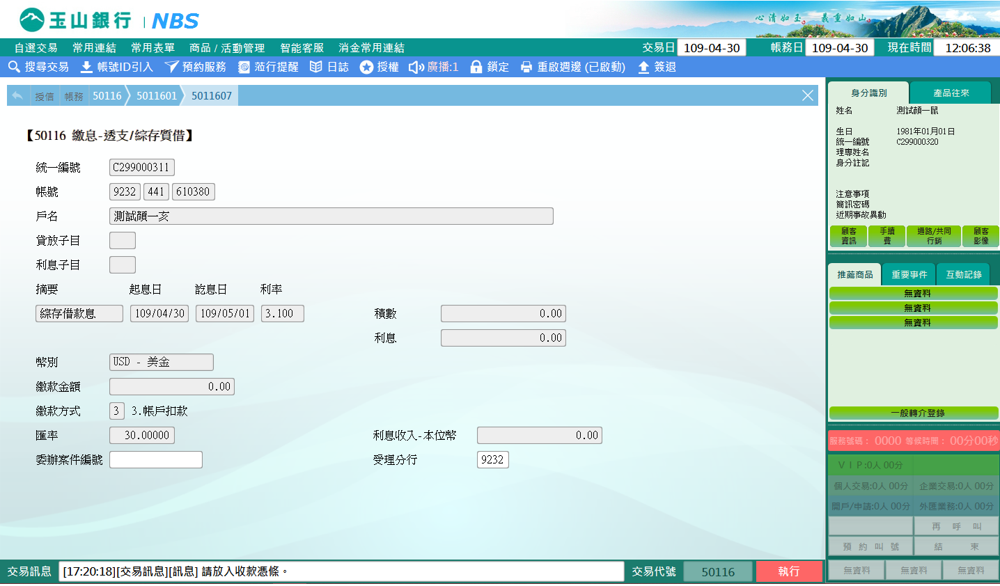 玉山銀行 | NBS
心清如玉。義重如山。
自選交易 常用連結 常用表單 商品 / 活動管理 智能客服 消金常用連結 交易日 109-04-30 帳務日 109-04-30 現在時間 12:06:38
搜尋交易 帳號ID引入 預約服務 蒞行提醒 日誌 授權 廣播:1 鎖定 重啟週邊 (已啟動) 簽退
授信 帳務 50116 5011601 5011607
【50116 繳息-透支/綜存質借】
統一編號 C299000311
帳號 9232 441 610380
戶名 測試顏一亥
貸放子目
利息子目
摘要 起息日 訖息日 利率
綜存借款息 109/04/30 109/05/01 3.100 積數 0.00
利息 0.00
幣別 USD - 美金
繳款金額 0.00
繳款方式 3 3.帳戶扣款
匯率 30.00000 利息收入-本位幣 0.00
委辦案件編號 受理分行 9232
交易訊息 [17:20:18][交易訊息][訊息] 請放入收款憑條。 交易代號 50116 執行
身分識別 產品往來
姓名 測試顏一鼠
生日 1981年01月01日
統一編號 C299000320
理專姓名
身分註記
注意事項
簡訊密碼
近期事故異動
顧客資訊 手續費 通路/共同行銷 顧客影像
推薦商品 重要事件 互動記錄
無資料
無資料
無資料
一般轉介登錄
服務號碼： 0000 等候時間： 00分00秒
ＶＩＰ:0人 00分
個人交易:0人 00分 企業交易:0人 00分
開戶/申請:0人 00分 外匯業務:0人 00分
再 呼 叫
預 約 叫 號 結 束
無資料 無資料 無資料